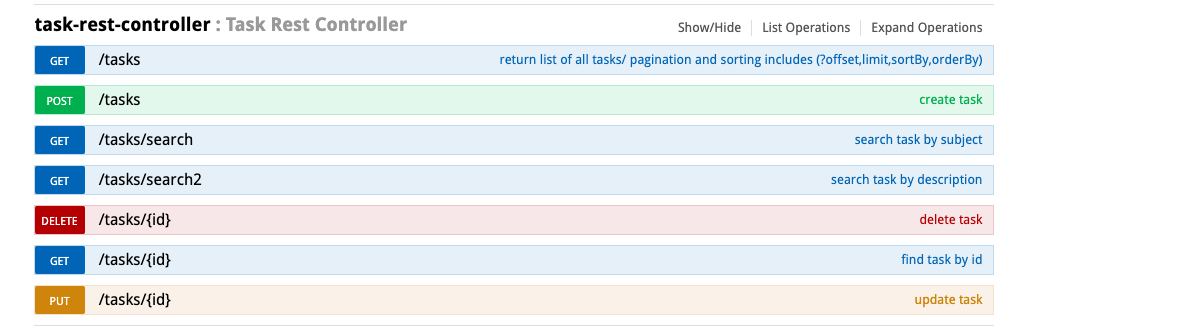 task-rest-controller : Task Rest Controller Show/Hide List Operations Expand Operations
GET /tasks return list of all tasks/ pagination and sorting includes (?offset,limit,sortBy,orderBy)
POST /tasks create task
GET /tasks/search search task by subject
GET /tasks/search2 search task by description
DELETE /tasks/{id} delete task
GET /tasks/{id} find task by id
PUT /tasks/{id} update task